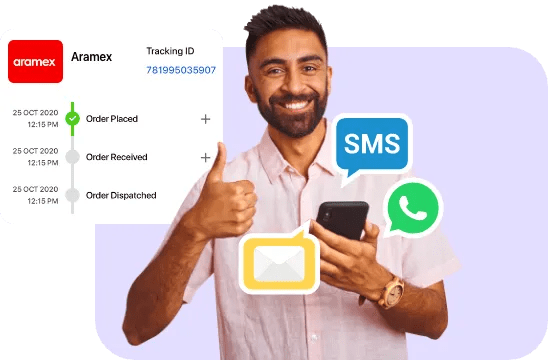 aramex
Aramex
Tracking ID
781995035907
25 OCT 2020
12:15 PM
Order Placed
25 OCT 2020
12:15 PM
Order Received
25 OCT 2020
12:15 PM
Order Dispatched
SMS